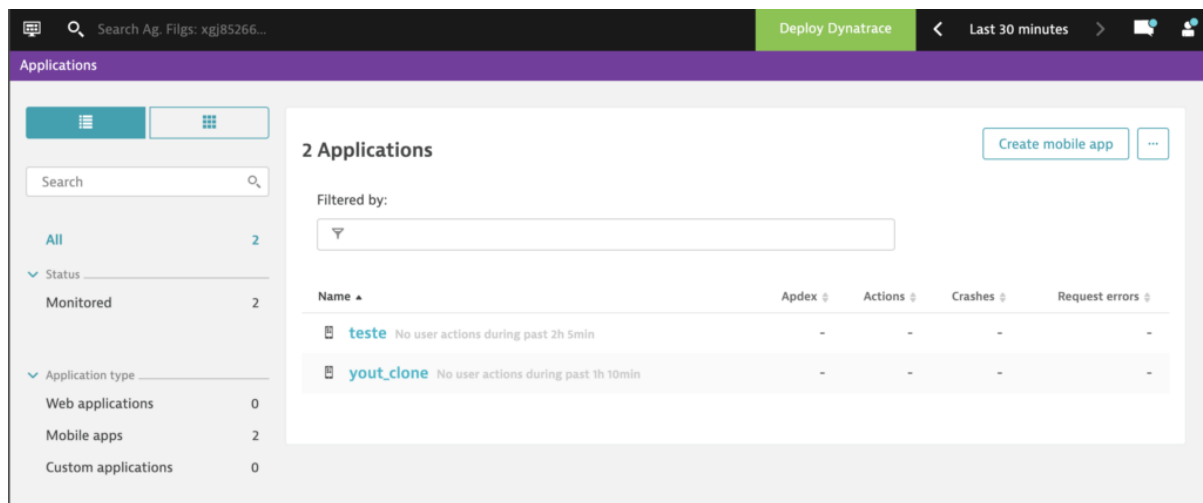 Search Ag. Filgs: xgj85266...
Deploy Dynatrace
Last 30 minutes
Applications
Search
All 2
Status
Monitored 2
Application type
Web applications 0
Mobile apps 2
Custom applications 0
2 Applications
Create mobile app
...
Filtered by:
Name Apdex Actions Crashes Request errors
teste No user actions during past 2h 5min - - - -
yout_clone No user actions during past 1h 10min - - - -